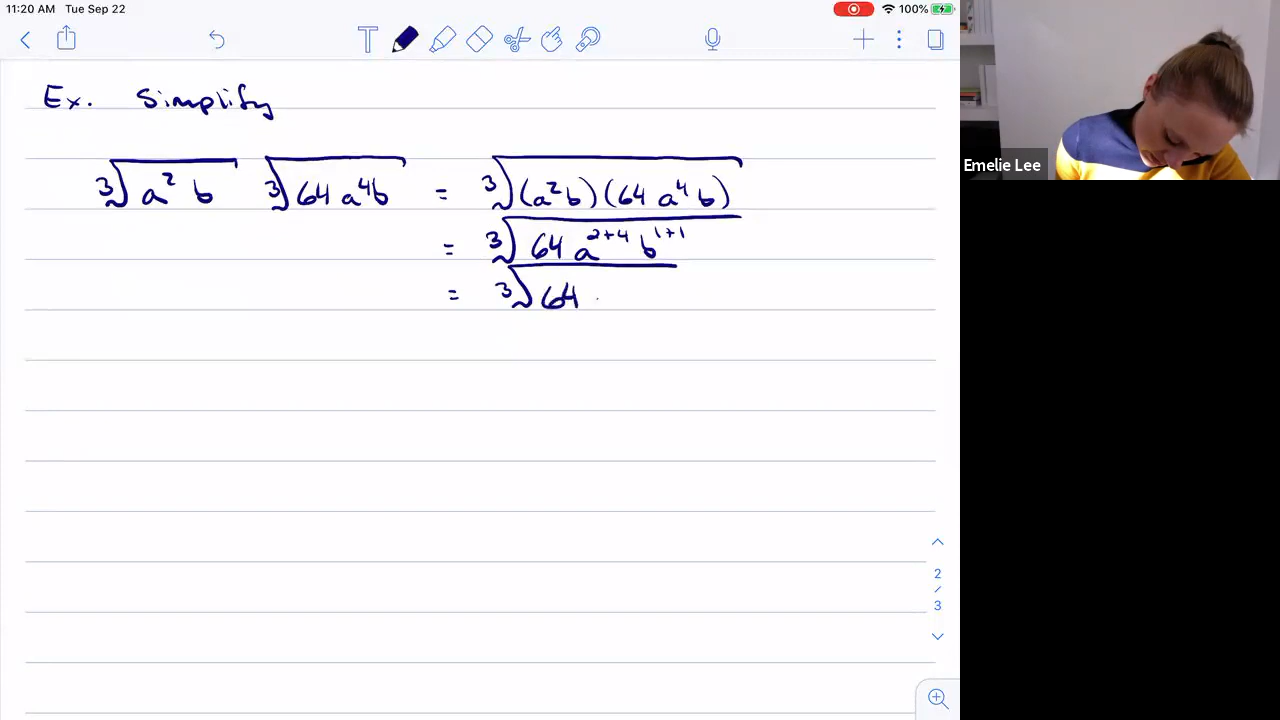 11:20 AM Tue Sep 22
100%
Ex. Simplify
∛(a²b) ∛(64a⁴b) = ∛((a²b)(64a⁴b))
= ∛(64a²⁺⁴b¹⁺¹)
= ∛64
Emelie Lee
2
/
3